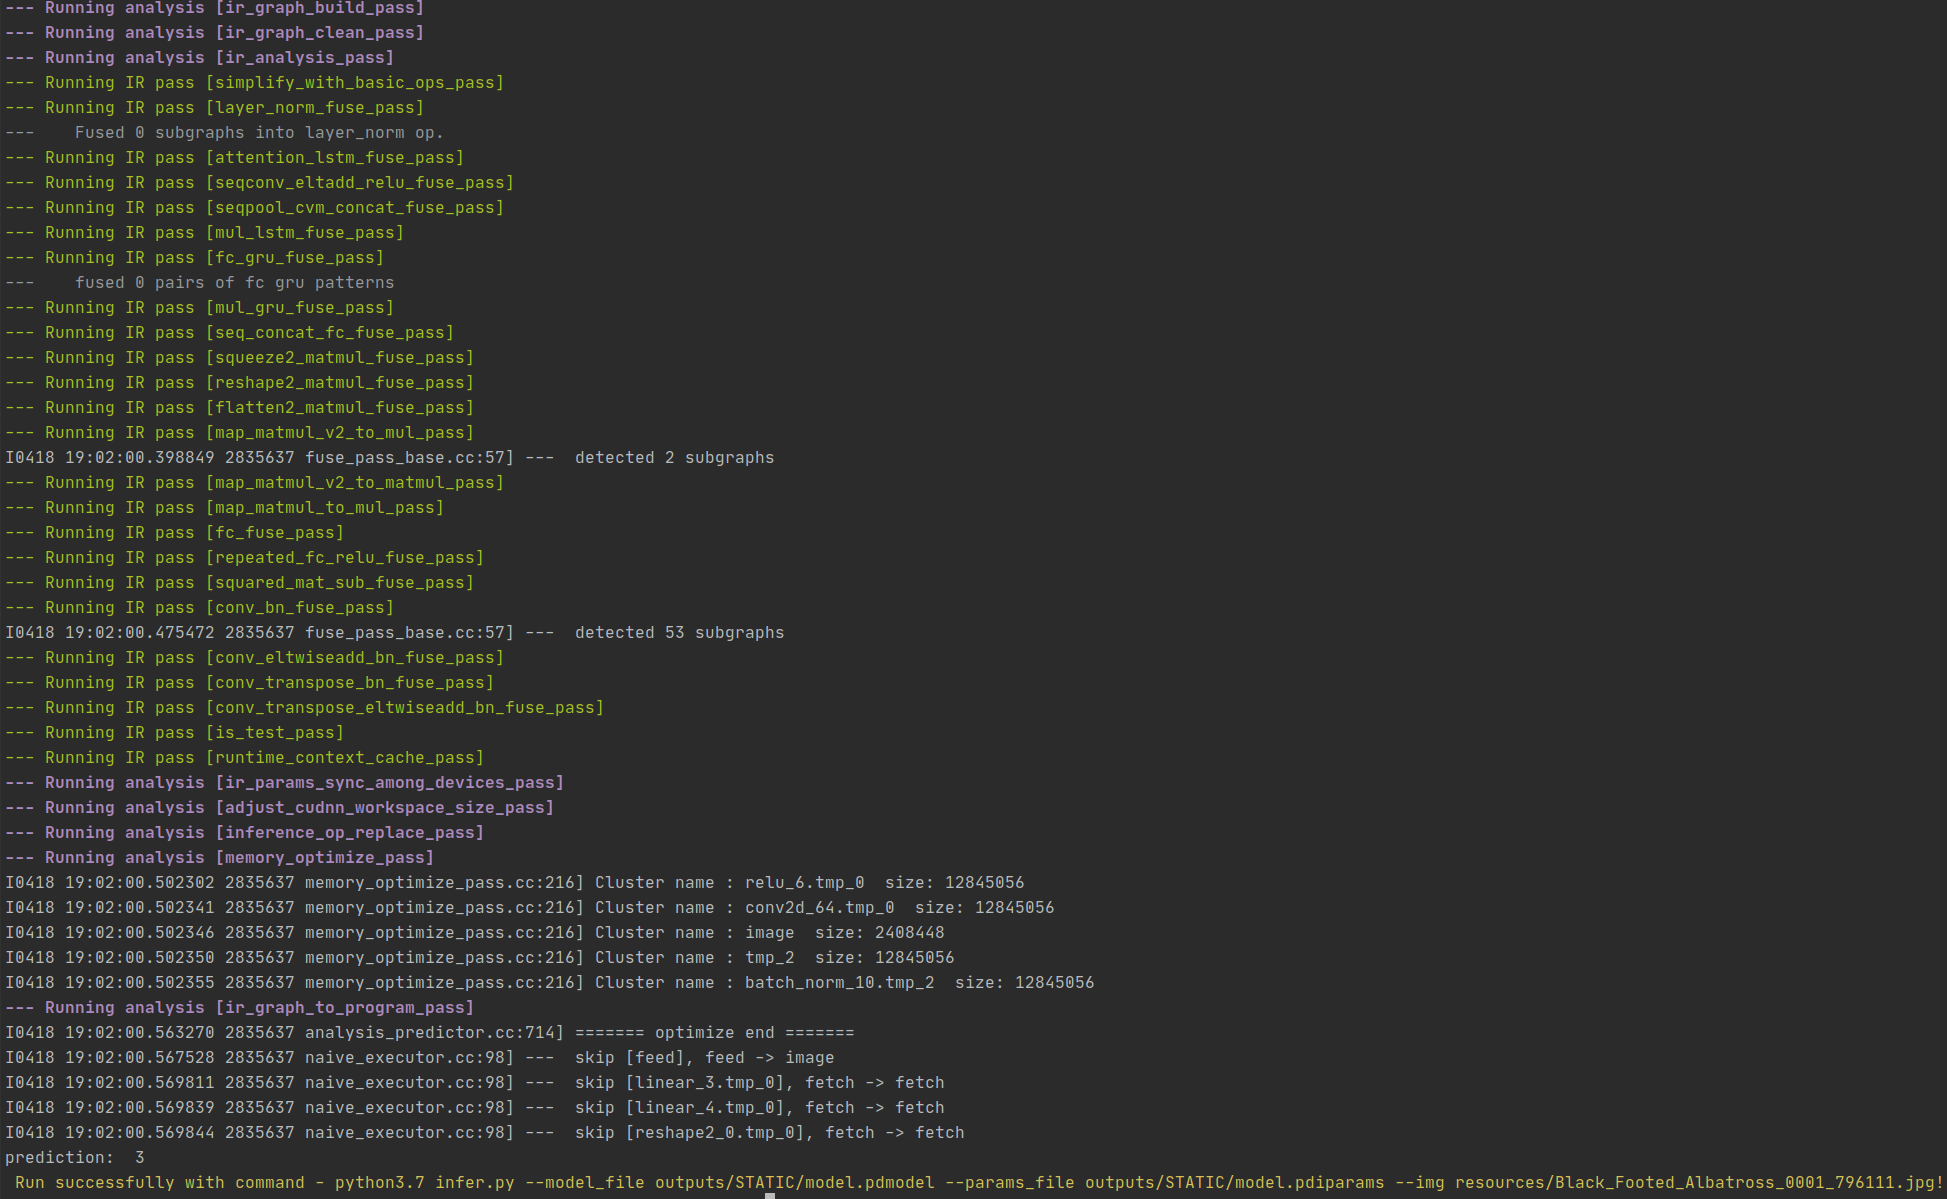 --- Running analysis [ir_graph_build_pass]
--- Running analysis [ir_graph_clean_pass]
--- Running analysis [ir_analysis_pass]
--- Running IR pass [simplify_with_basic_ops_pass]
--- Running IR pass [layer_norm_fuse_pass]
---    Fused 0 subgraphs into layer_norm op.
--- Running IR pass [attention_lstm_fuse_pass]
--- Running IR pass [seqconv_eltadd_relu_fuse_pass]
--- Running IR pass [seqpool_cvm_concat_fuse_pass]
--- Running IR pass [mul_lstm_fuse_pass]
--- Running IR pass [fc_gru_fuse_pass]
---    fused 0 pairs of fc gru patterns
--- Running IR pass [mul_gru_fuse_pass]
--- Running IR pass [seq_concat_fc_fuse_pass]
--- Running IR pass [squeeze2_matmul_fuse_pass]
--- Running IR pass [reshape2_matmul_fuse_pass]
--- Running IR pass [flatten2_matmul_fuse_pass]
--- Running IR pass [map_matmul_v2_to_mul_pass]
I0418 19:02:00.398849 2835637 fuse_pass_base.cc:57] ---  detected 2 subgraphs
--- Running IR pass [map_matmul_v2_to_matmul_pass]
--- Running IR pass [map_matmul_to_mul_pass]
--- Running IR pass [fc_fuse_pass]
--- Running IR pass [repeated_fc_relu_fuse_pass]
--- Running IR pass [squared_mat_sub_fuse_pass]
--- Running IR pass [conv_bn_fuse_pass]
I0418 19:02:00.475472 2835637 fuse_pass_base.cc:57] ---  detected 53 subgraphs
--- Running IR pass [conv_eltwiseadd_bn_fuse_pass]
--- Running IR pass [conv_transpose_bn_fuse_pass]
--- Running IR pass [conv_transpose_eltwiseadd_bn_fuse_pass]
--- Running IR pass [is_test_pass]
--- Running IR pass [runtime_context_cache_pass]
--- Running analysis [ir_params_sync_among_devices_pass]
--- Running analysis [adjust_cudnn_workspace_size_pass]
--- Running analysis [inference_op_replace_pass]
--- Running analysis [memory_optimize_pass]
I0418 19:02:00.502302 2835637 memory_optimize_pass.cc:216] Cluster name : relu_6.tmp_0  size: 12845056
I0418 19:02:00.502341 2835637 memory_optimize_pass.cc:216] Cluster name : conv2d_64.tmp_0  size: 12845056
I0418 19:02:00.502346 2835637 memory_optimize_pass.cc:216] Cluster name : image  size: 2408448
I0418 19:02:00.502350 2835637 memory_optimize_pass.cc:216] Cluster name : tmp_2  size: 12845056
I0418 19:02:00.502355 2835637 memory_optimize_pass.cc:216] Cluster name : batch_norm_10.tmp_2  size: 12845056
--- Running analysis [ir_graph_to_program_pass]
I0418 19:02:00.563270 2835637 analysis_predictor.cc:714] ======= optimize end =======
I0418 19:02:00.567528 2835637 naive_executor.cc:98] ---  skip [feed], feed -> image
I0418 19:02:00.569811 2835637 naive_executor.cc:98] ---  skip [linear_3.tmp_0], fetch -> fetch
I0418 19:02:00.569839 2835637 naive_executor.cc:98] ---  skip [linear_4.tmp_0], fetch -> fetch
I0418 19:02:00.569844 2835637 naive_executor.cc:98] ---  skip [reshape2_0.tmp_0], fetch -> fetch
prediction:  3
 Run successfully with command - python3.7 infer.py --model_file outputs/STATIC/model.pdmodel --params_file outputs/STATIC/model.pdiparams --img resources/Black_Footed_Albatross_0001_796111.jpg!